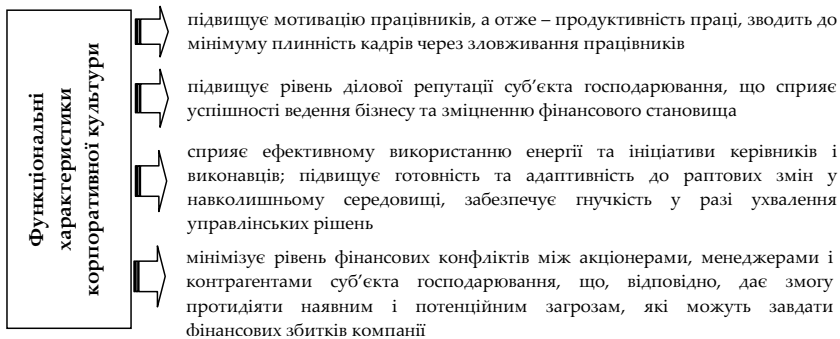 Функціональні
характеристики
корпоративної культури
підвищує мотивацію працівників, а отже – продуктивність праці, зводить до
мінімуму плинність кадрів через зловживання працівників
підвищує рівень ділової репутації суб’єкта господарювання, що сприяє
успішності ведення бізнесу та зміцненню фінансового становища
сприяє ефективному використанню енергії та ініціативи керівників і
виконавців; підвищує готовність та адаптивність до раптових змін у
навколишньому середовищі, забезпечує гнучкість у разі ухвалення
управлінських рішень
мінімізує рівень фінансових конфліктів між акціонерами, менеджерами і
контрагентами суб’єкта господарювання, що, відповідно, дає змогу
протидіяти наявним і потенційним загрозам, які можуть завдати
фінансових збитків компанії